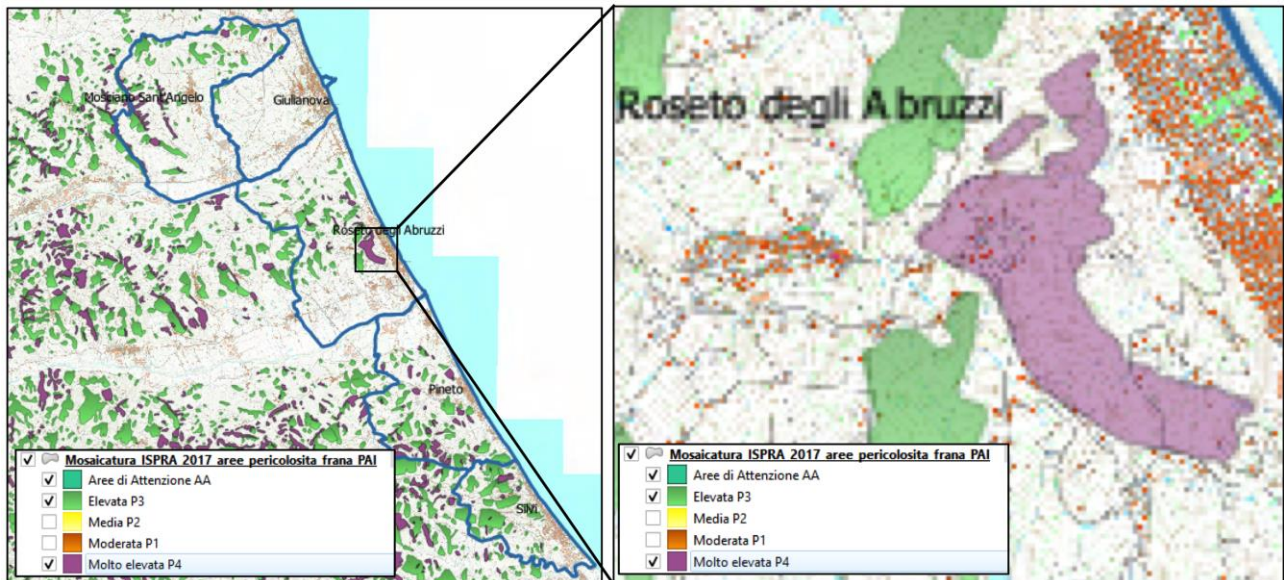 Mosciano Sant'Angelo
Giulianova
Roseto degli Abruzzi
Pineto
Silvi
Mosaicatura ISPRA 2017 aree pericolosita frana PAI
Aree di Attenzione AA
Elevata P3
Media P2
Moderata P1
Molto elevata P4
Roseto degli Abruzzi
Mosaicatura ISPRA 2017 aree pericolosita frana PAI
Aree di Attenzione AA
Elevata P3
Media P2
Moderata P1
Molto elevata P4